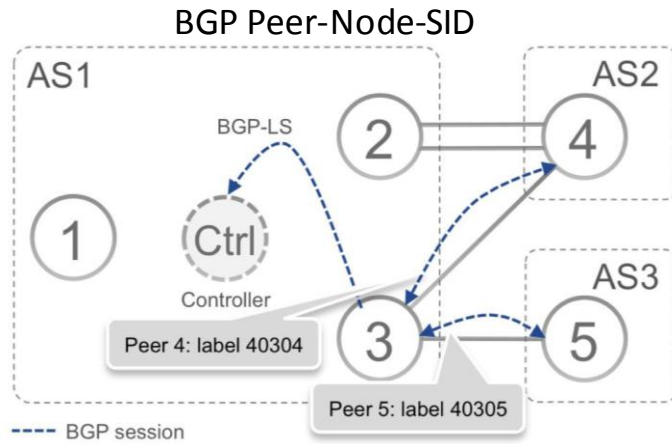 BGP Peer-Node-SID
AS1
AS2
BGP-LS
2
4
1
Ctrl
Controller
AS3
Peer 4: label 40304
3
5
Peer 5: label 40305
BGP session